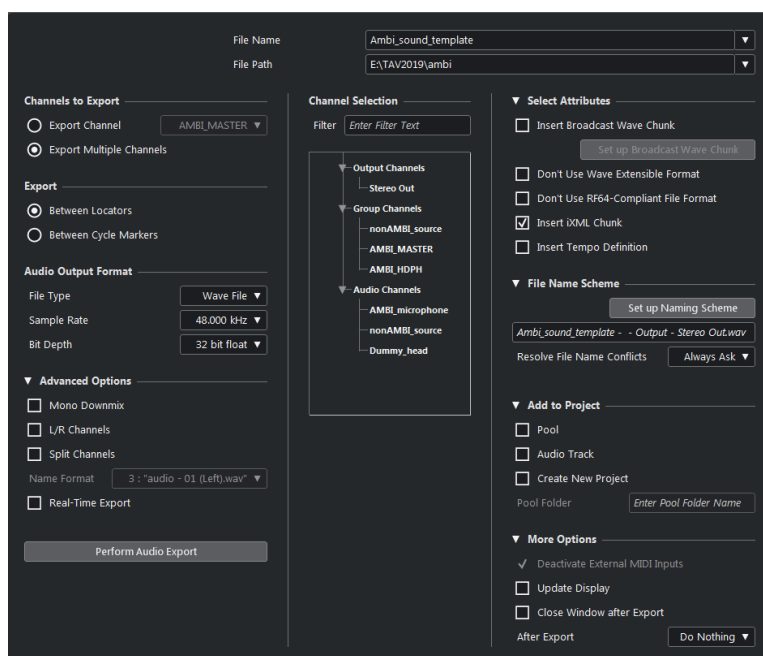 File Name Ambi_sound_template
File Path E:\TAV2019\ambi
Channels to Export
Export Channel AMBI_MASTER
Export Multiple Channels
Export
Between Locators
Between Cycle Markers
Audio Output Format
File Type Wave File
Sample Rate 48.000 kHz
Bit Depth 32 bit float
Advanced Options
Mono Downmix
L/R Channels
Split Channels
Name Format 3 : "audio - 01 (Left).wav"
Real-Time Export
Perform Audio Export
Channel Selection
Filter Enter Filter Text
Output Channels
Stereo Out
Group Channels
nonAMBI_source
AMBI_MASTER
AMBI_HDPH
Audio Channels
AMBI_microphone
nonAMBI_source
Dummy_head
Select Attributes
Insert Broadcast Wave Chunk
Set up Broadcast Wave Chunk
Don't Use Wave Extensible Format
Don't Use RF64-Compliant File Format
Insert iXML Chunk
Insert Tempo Definition
File Name Scheme
Set up Naming Scheme
Ambi_sound_template - - Output - Stereo Out.wav
Resolve File Name Conflicts Always Ask
Add to Project
Pool
Audio Track
Create New Project
Pool Folder Enter Pool Folder Name
More Options
Deactivate External MIDI Inputs
Update Display
Close Window after Export
After Export Do Nothing